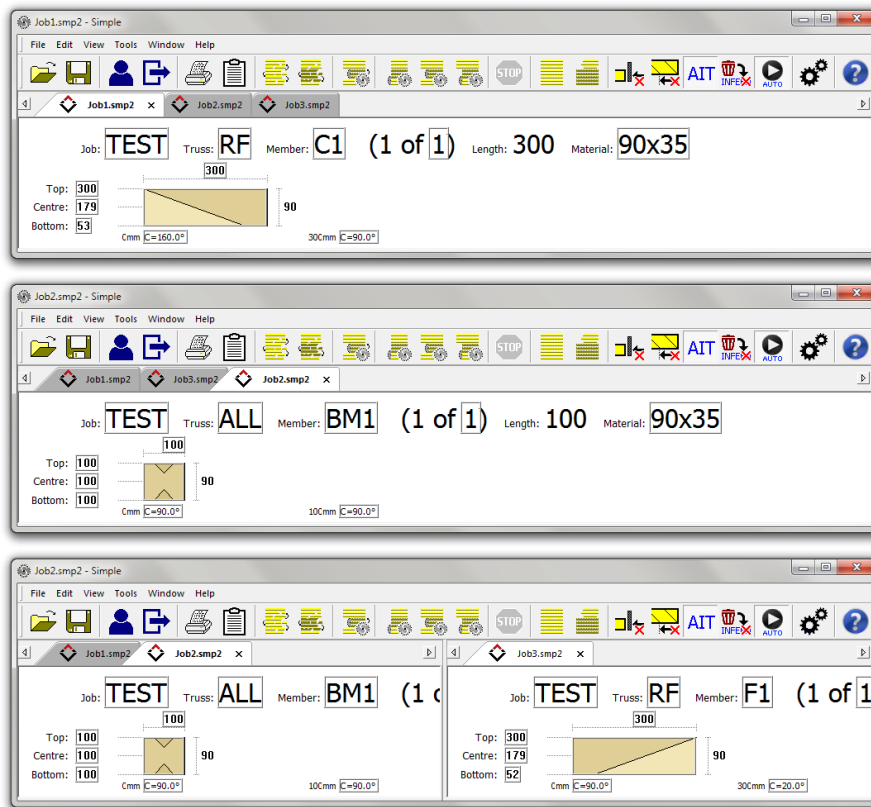 Job1.smp2 - Simple
File Edit View Tools Window Help
STOP AIT INFEX AUTO ?
Job1.smp2 x Job2.smp2 Job3.smp2
Job: TEST Truss: RF Member: C1 (1 of 1) Length: 300 Material: 90x35
300
Top: 300
Centre: 179 90
Bottom: 53
Cmm C=160.0° 30Cmm C=90.0°
Job2.smp2 - Simple
File Edit View Tools Window Help
STOP AIT INFEX AUTO ?
Job1.smp2 Job3.smp2 Job2.smp2 x
Job: TEST Truss: ALL Member: BM1 (1 of 1) Length: 100 Material: 90x35
100
Top: 100
Centre: 100 90
Bottom: 100
Cmm C=90.0° 10Cmm C=90.0°
Job2.smp2 - Simple
File Edit View Tools Window Help
STOP AIT INFEX AUTO ?
Job1.smp2 Job2.smp2 x
Job: TEST Truss: ALL Member: BM1 (1 o
100
Top: 100
Centre: 100 90
Bottom: 100
Cmm C=90.0° 10Cmm C=90.0°
Job3.smp2 x
Job: TEST Truss: RF Member: F1 (1 of 1
300
Top: 300
Centre: 179 90
Bottom: 52
Cmm C=90.0° 30Cmm C=20.0°